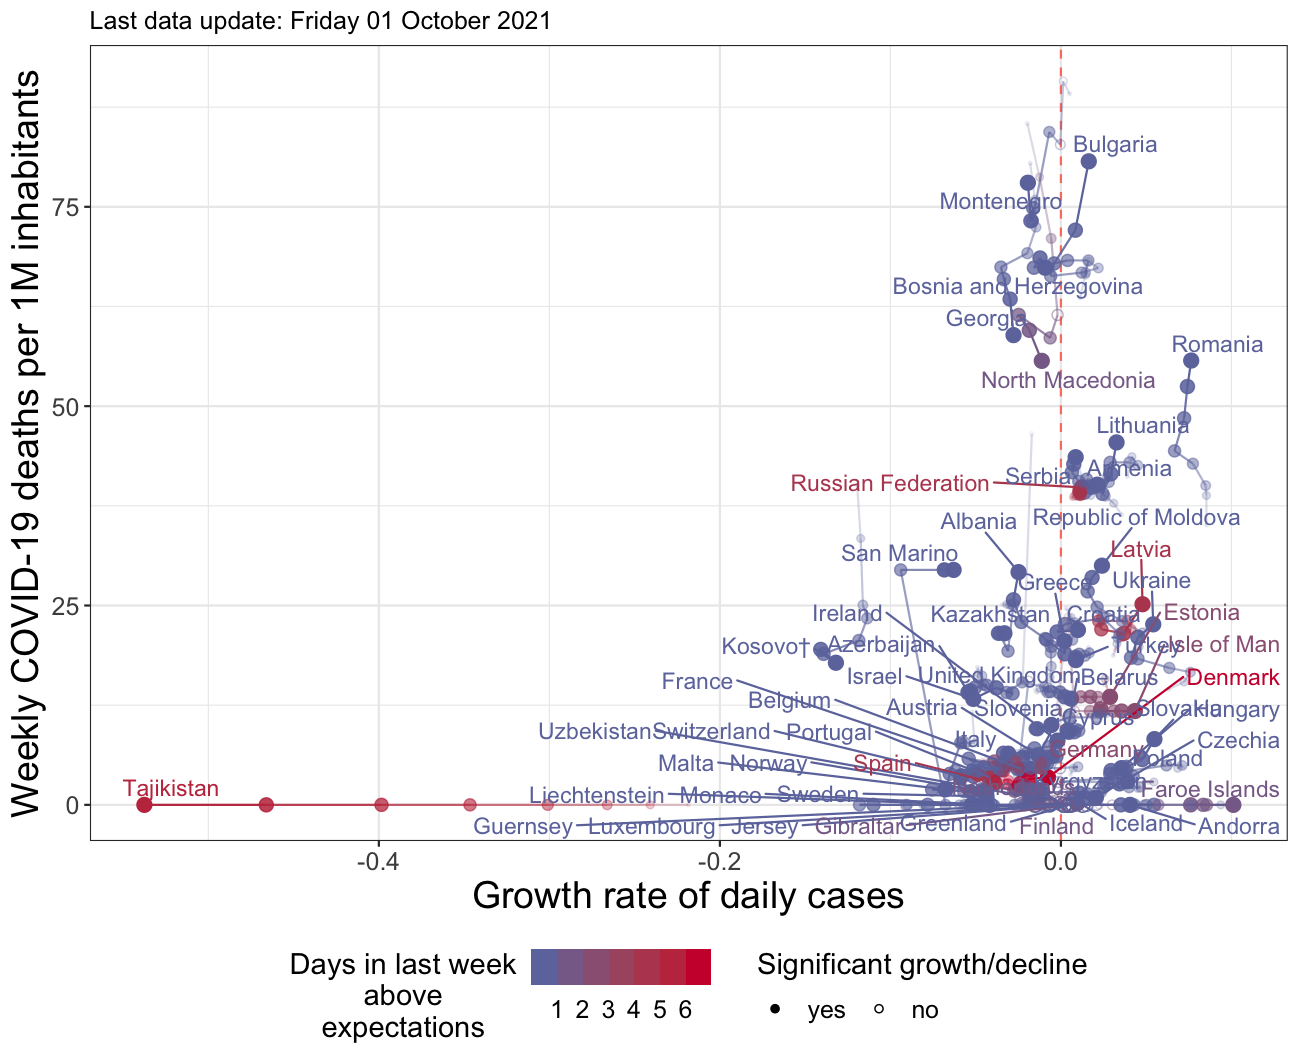 Last data update: Friday 01 October 2021
Weekly COVID-19 deaths per 1M inhabitants
75
50
25
0
Bulgaria
Montenegro
Bosnia and Herzegovina
Georgia
Romania
North Macedonia
Lithuania
Serbia
Armenia
Russian Federation
Albania
Republic of Moldova
San Marino
Latvia
Greece
Ukraine
Ireland
Kazakhstan
Croatia
Estonia
Kosovo†
Azerbaijan
Turkey
Isle of Man
France
Israel
United Kingdom
Belarus
Denmark
Belgium
Austria
Slovenia
Cyprus
Slovakia
Hungary
Uzbekistan
Switzerland
Portugal
Italy
Germany
Czechia
Malta
Norway
Spain
Poland
Tajikistan
Liechtenstein
Monaco
Sweden
Faroe Islands
Guernsey
Luxembourg
Jersey
Gibraltar
Greenland
Finland
Iceland
Andorra
-0.4
-0.2
0.0
Growth rate of daily cases
Days in last week
above
expectations
1 2 3 4 5 6
Significant growth/decline
yes
no